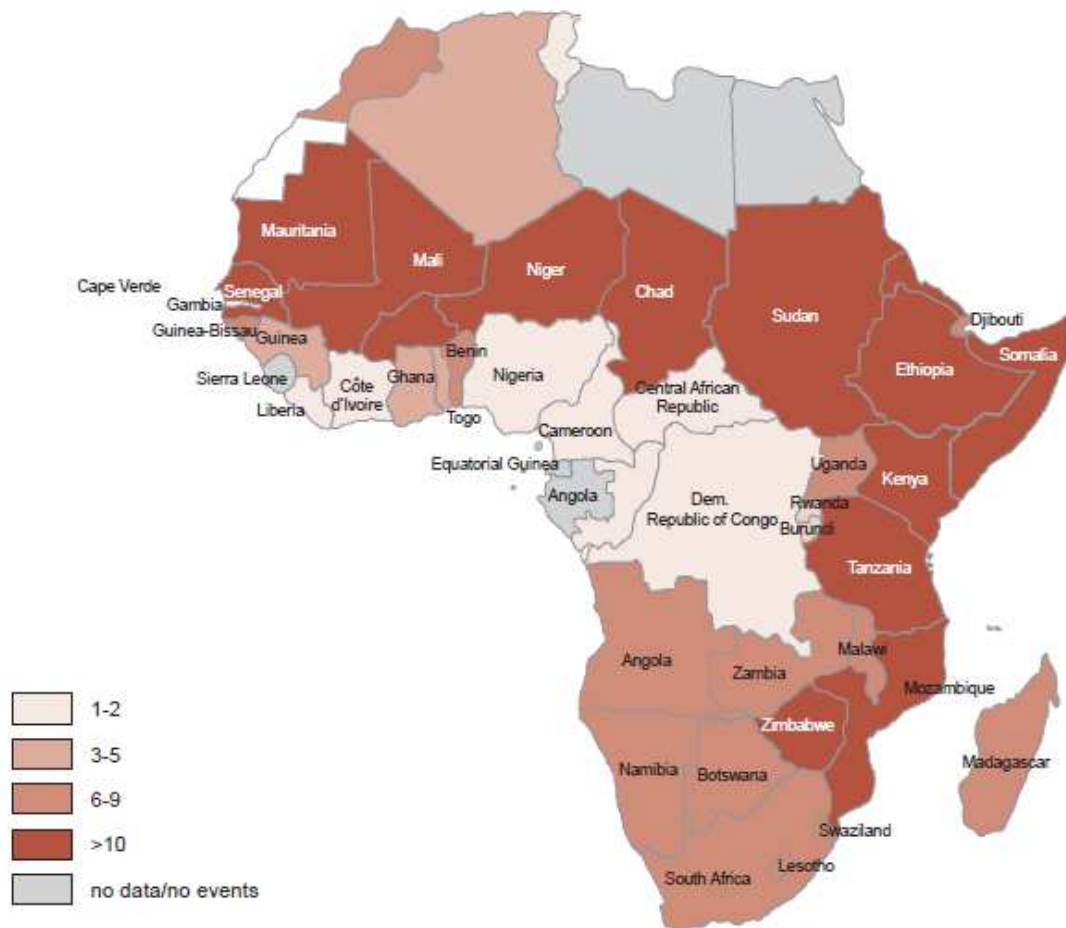 Mauritania
Mali
Niger
Chad
Sudan
Cape Verde
Senegal
Gambia
Djibouti
Guinea-Bissau
Guinea
Benin
Somalia
Ethiopia
Sierra Leone
Côte
d'Ivoire
Ghana
Nigeria
Central African
Republic
Liberia
Togo
Cameroon
Equatorial Guinea
Uganda
Kenya
Angola
Dem.
Republic of Congo
Rwanda
Burundi
Tanzania
Angola
Zambia
Malawi
Mozambique
Zimbabwe
Namibia
Botswana
Madagascar
Swaziland
Lesotho
South Africa
1-2
3-5
6-9
>10
no data/no events